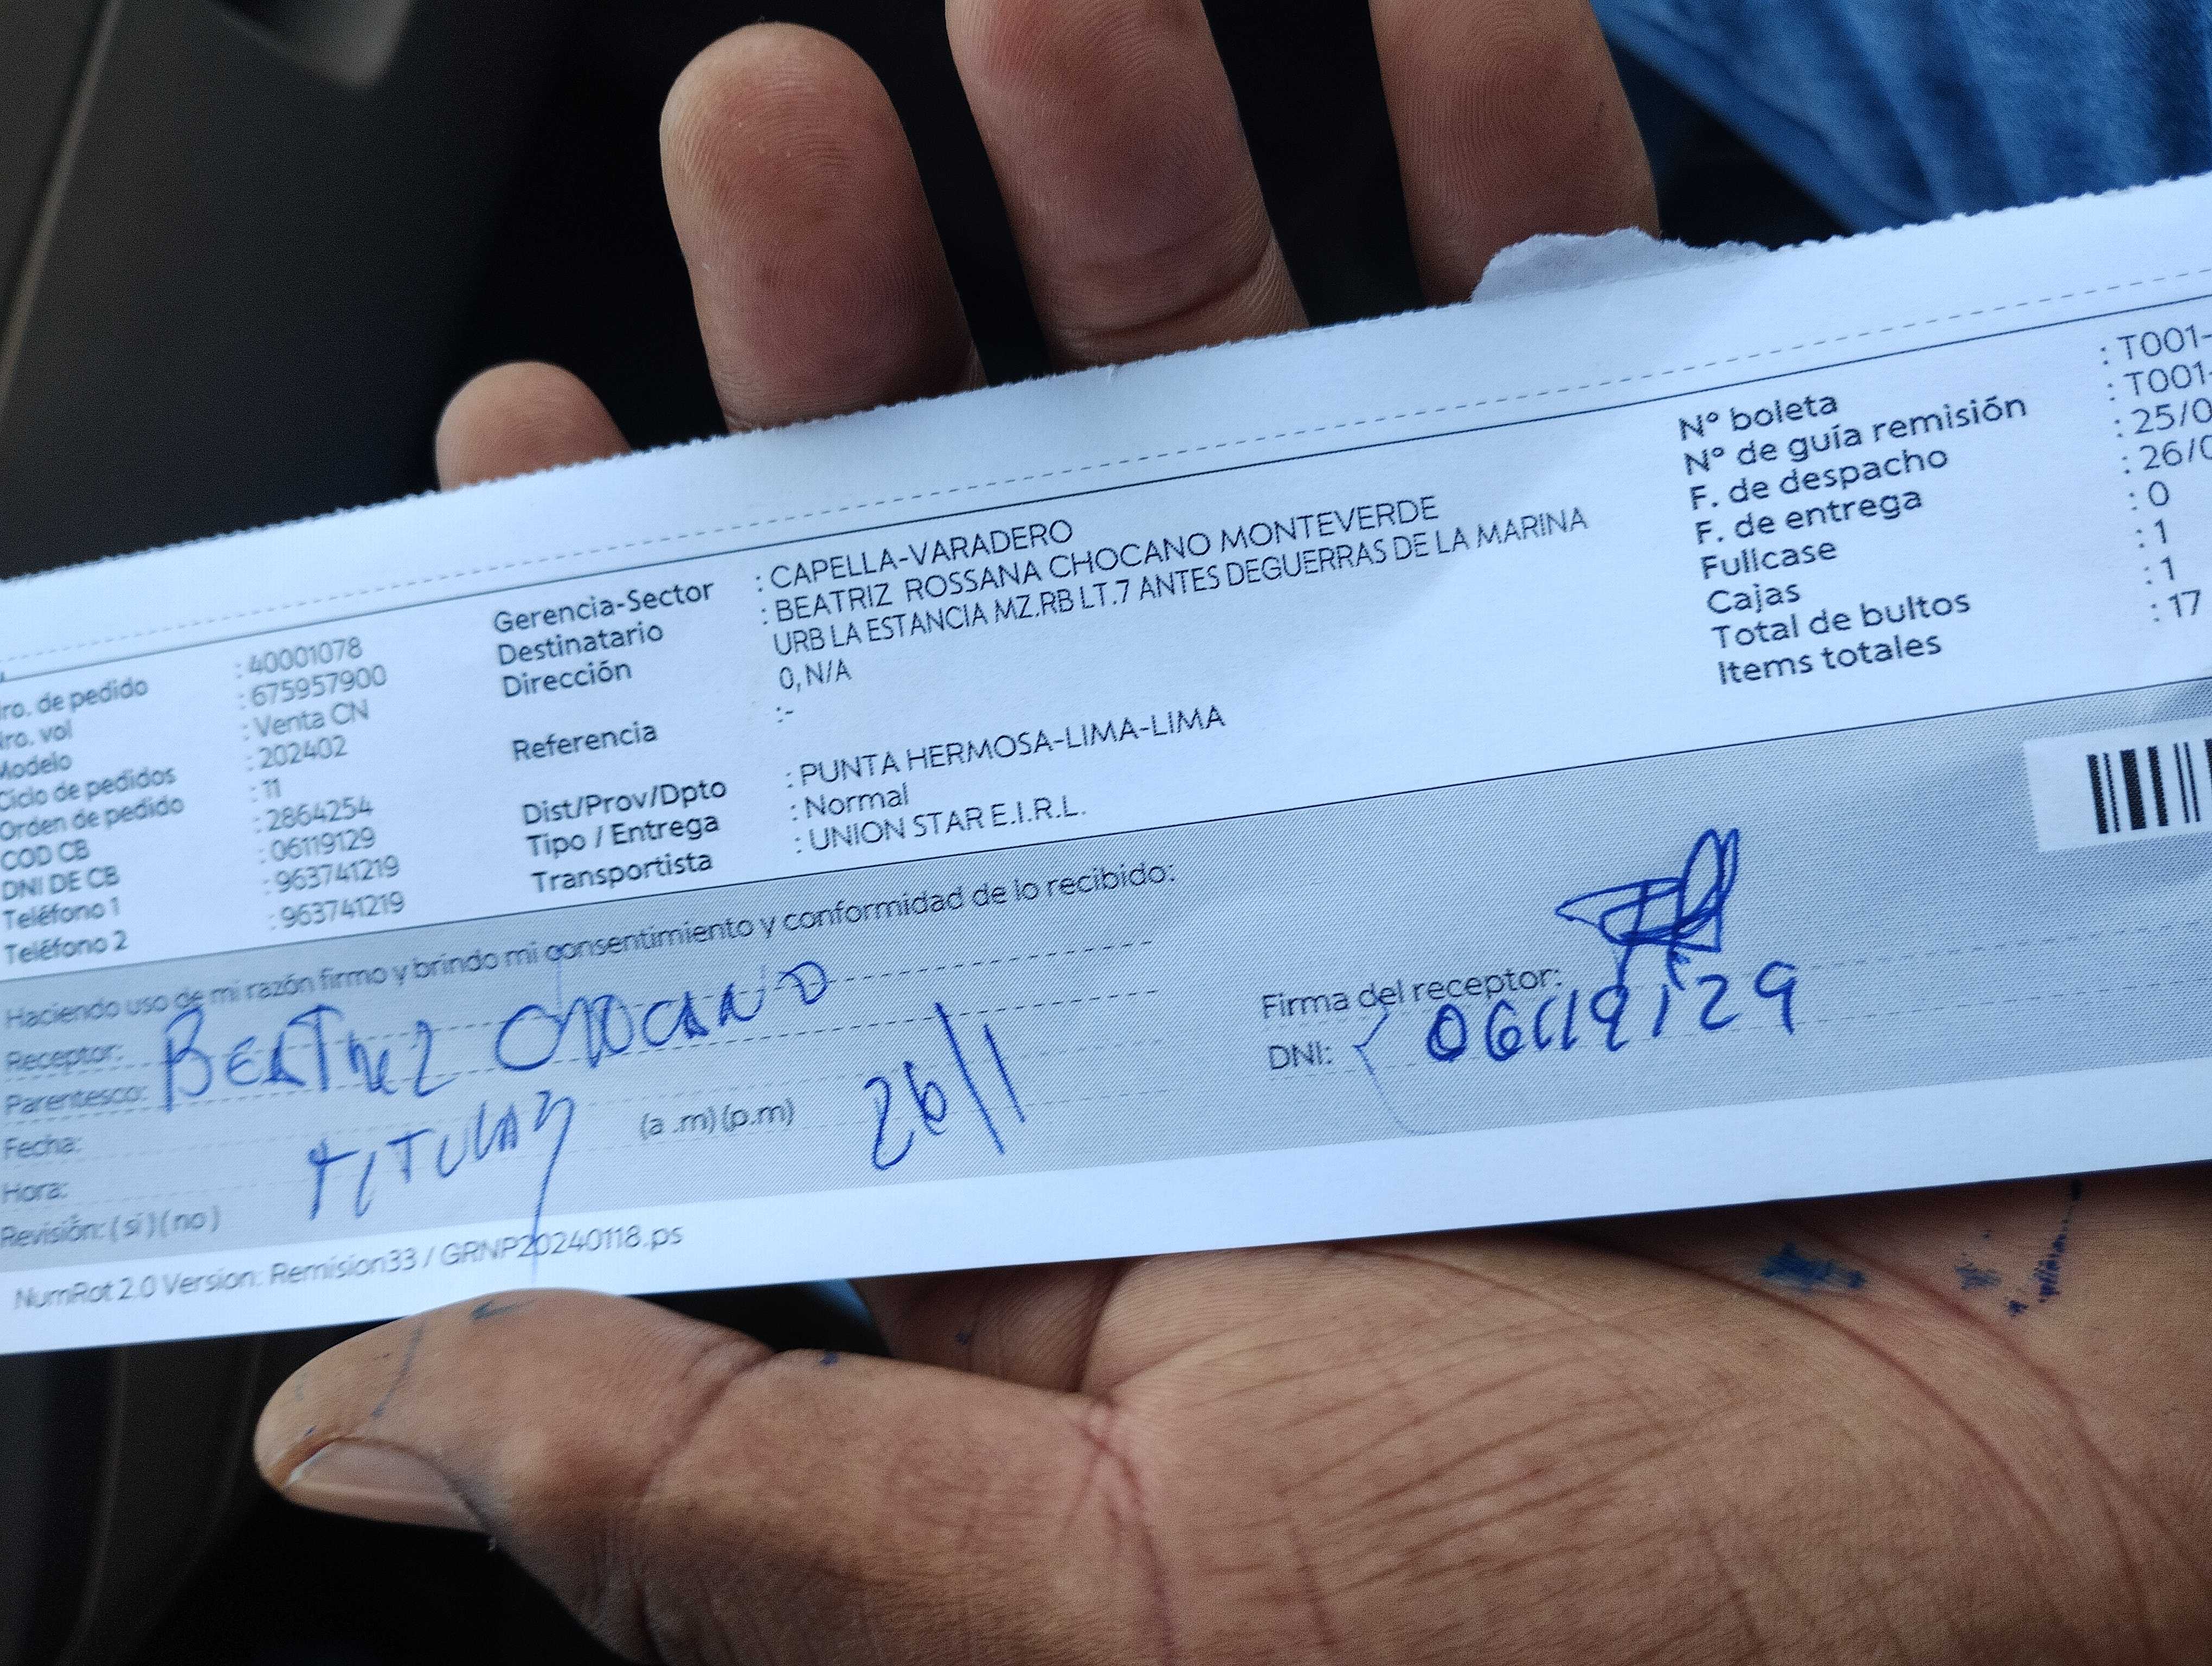 Nro. de pedido : 40001078
Nro. vol : 675957900
Modelo : Venta CN
Ciclo de pedidos : 202402
Orden de pedido : 11
COD CB : 2864254
DNI DE CB : 06119129
Teléfono 1 : 963741219
Teléfono 2 : 963741219
Gerencia-Sector : CAPELLA-VARADERO
Destinatario : BEATRIZ ROSSANA CHOCANO MONTEVERDE
Dirección URB LA ESTANCIA MZ.RB LT.7 ANTES DEGUERRAS DE LA MARINA
0, N/A
Referencia :-
Dist/Prov/Dpto : PUNTA HERMOSA-LIMA-LIMA
Tipo / Entrega : Normal
Transportista : UNION STAR E.I.R.L.
N° boleta : T001-
N° de guía remisión : T001-
F. de despacho : 25/0
F. de entrega : 26/0
Fullcase : 0
Cajas : 1
Total de bultos : 1
Items totales : 17
Haciendo uso de mi razón firmo y brindo mi consentimiento y conformidad de lo recibido:
Receptor: BEATRIZ CHOCANO
Parentesco: TITULAR
Fecha: 26/1
Hora: (a .m) (p.m)
Revisión: ( si ) ( no )
Firma del receptor:
DNI: 06119129
NumRot 2.0 Version: Remision33 / GRNP20240118.ps